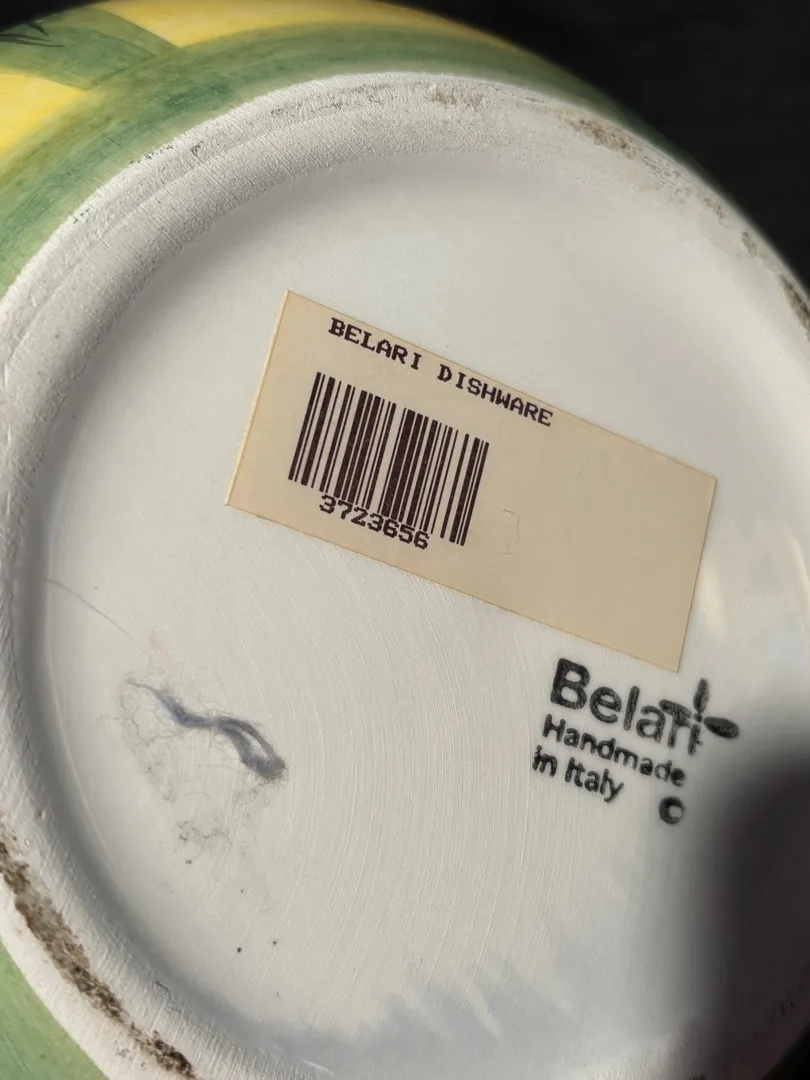 BELARI DISHWARE
3723656
Belari
Handmade
in Italy
©